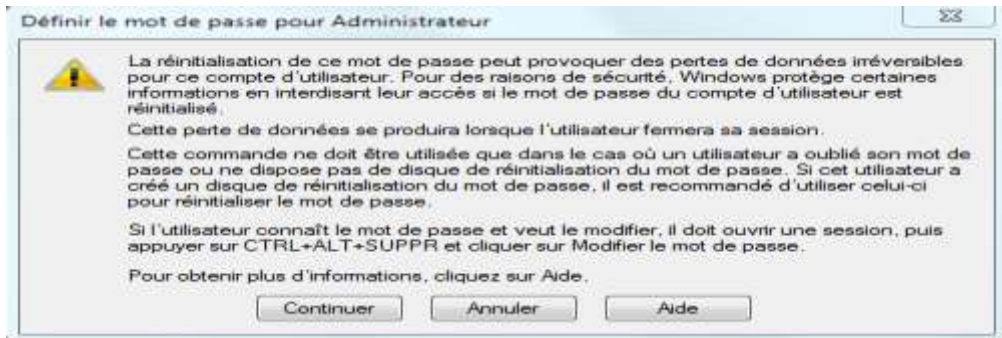 Définir le mot de passe pour Administrateur
La réinitialisation de ce mot de passe peut provoquer des pertes de données irréversibles
pour ce compte d'utilisateur. Pour des raisons de sécurité, Windows protège certaines
informations en interdisant leur accès si le mot de passe du compte d'utilisateur est
réinitialisé.
Cette perte de données se produira lorsque l'utilisateur fermera sa session.
Cette commande ne doit être utilisée que dans le cas où un utilisateur a oublié son mot de
passe ou ne dispose pas de disque de réinitialisation du mot de passe. Si cet utilisateur a
créé un disque de réinitialisation du mot de passe, il est recommandé d'utiliser celui-ci
pour réinitialiser le mot de passe.
Si l'utilisateur connaît le mot de passe et veut le modifier, il doit ouvrir une session, puis
appuyer sur CTRL+ALT+SUPPR et cliquer sur Modifier le mot de passe.
Pour obtenir plus d'informations, cliquez sur Aide.
Continuer
Annuler
Aide